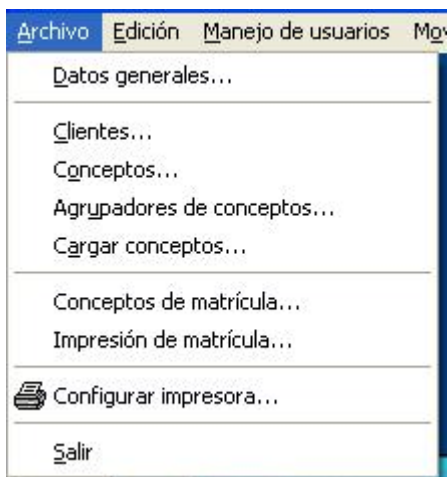 Archivo Edición Manejo de usuarios
Datos generales...
Clientes...
Conceptos...
Agrupadores de conceptos...
Cargar conceptos...
Conceptos de matrícula...
Impresión de matrícula...
Configurar impresora...
Salir